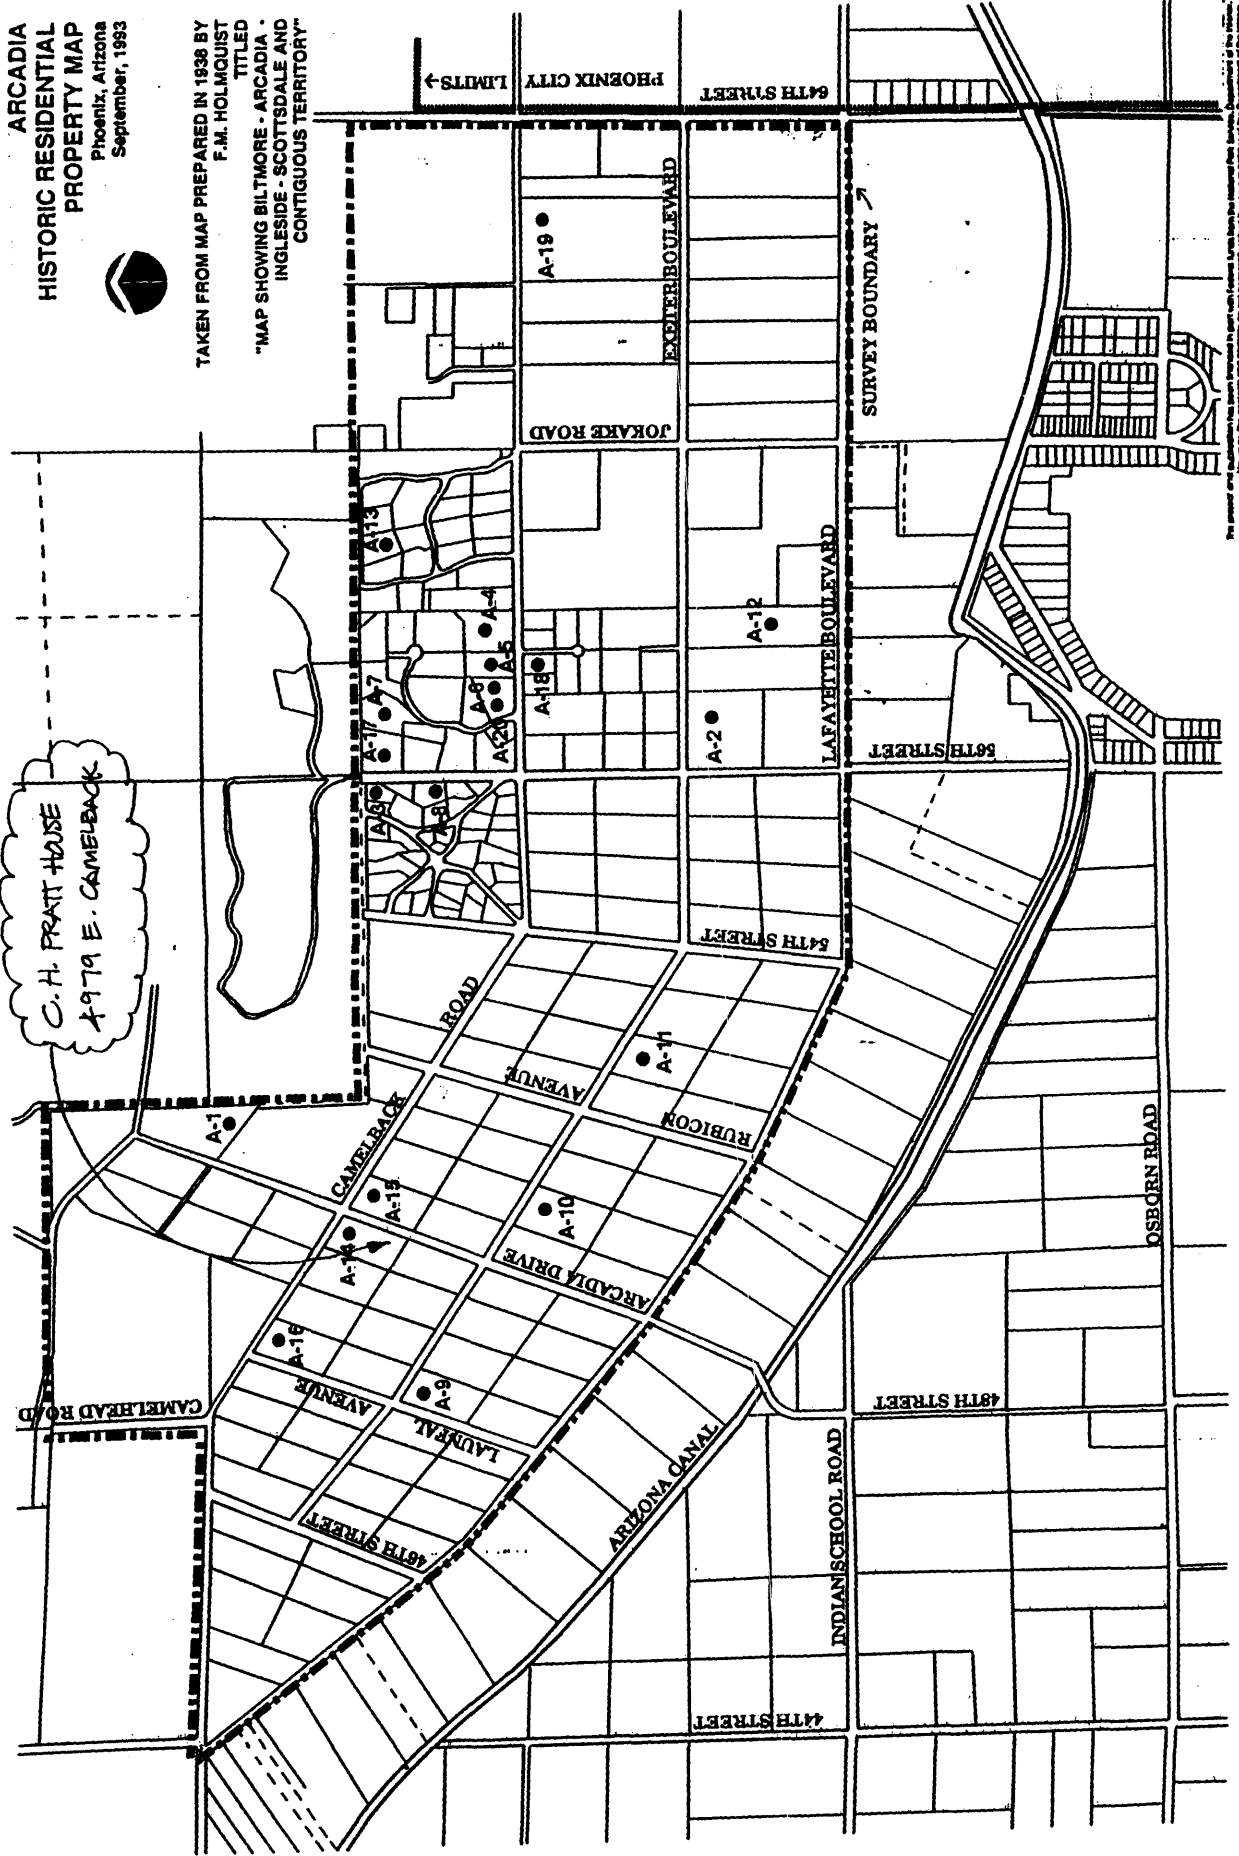 ARCADIA
HISTORIC RESIDENTIAL
PROPERTY MAP
Phoenix, Arizona
September, 1993
TAKEN FROM MAP PREPARED IN 1938 BY
F.M. HOLMQUIST
TITLED
"MAP SHOWING BILTMORE - ARCADIA -
INGLESIDE - SCOTTSDALE AND
CONTIGUOUS TERRITORY"
C. H. PRATT HOUSE
4979 E. CAMELBACK
PHOENIX CITY
LIMITS→
64TH STREET
A-19
EXETER BOULEVARD
SURVEY BOUNDARY
JOKAKE ROAD
A-13
A-4
A-5
A-6
A-20
A-7
A-17
A-18
A-12
A-2
LAFAYETTE BOULEVARD
56TH STREET
A-3
A-8
54TH STREET
CAMELBACK
ROAD
A-11
AVENUE
RUBICON
A-1
A-15
A-10
A-14
ARCADIA DRIVE
A-16
A-9
CAMELHEAD ROAD
AVENUE
LAUNFAL
46TH STREET
ARIZONA CANAL
48TH STREET
INDIAN SCHOOL ROAD
OSBORN ROAD
44TH STREET